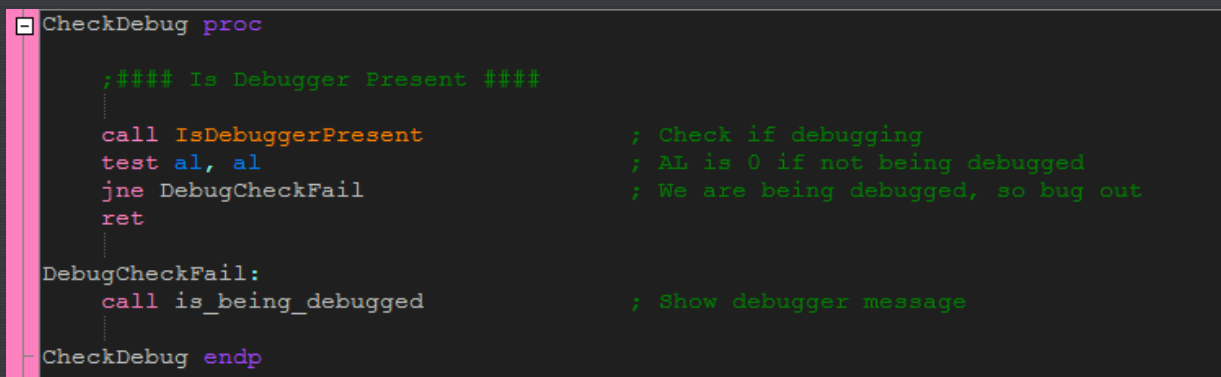 CheckDebug proc
;#### Is Debugger Present ####
call IsDebuggerPresent ; Check if debugging
test al, al ; AL is 0 if not being debugged
jne DebugCheckFail ; We are being debugged, so bug out
ret
DebugCheckFail:
call is_being_debugged ; Show debugger message
CheckDebug endp